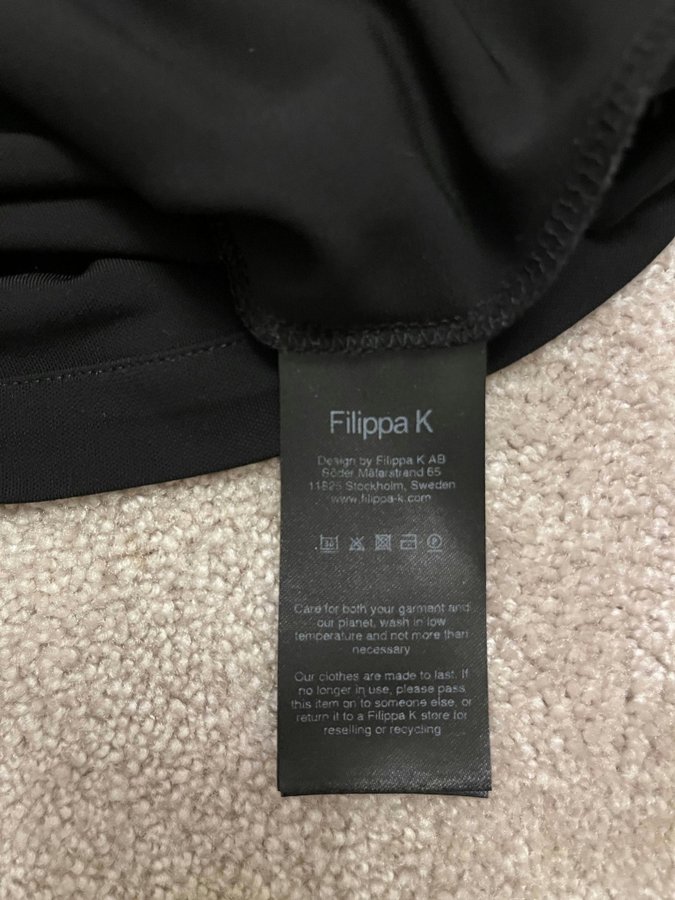 Filippa K
Design by Filippa K AB
Söder Mälarstrand 65
11825 Stockholm, Sweden
www.filippa-k.com
30
P
Care for both your garment and
our planet, wash in low
temperature and not more than
necessary
Our clothes are made to last. If
no longer in use, please pass
this item on to someone else, or
return it to a Filippa K store for
reselling or recycling